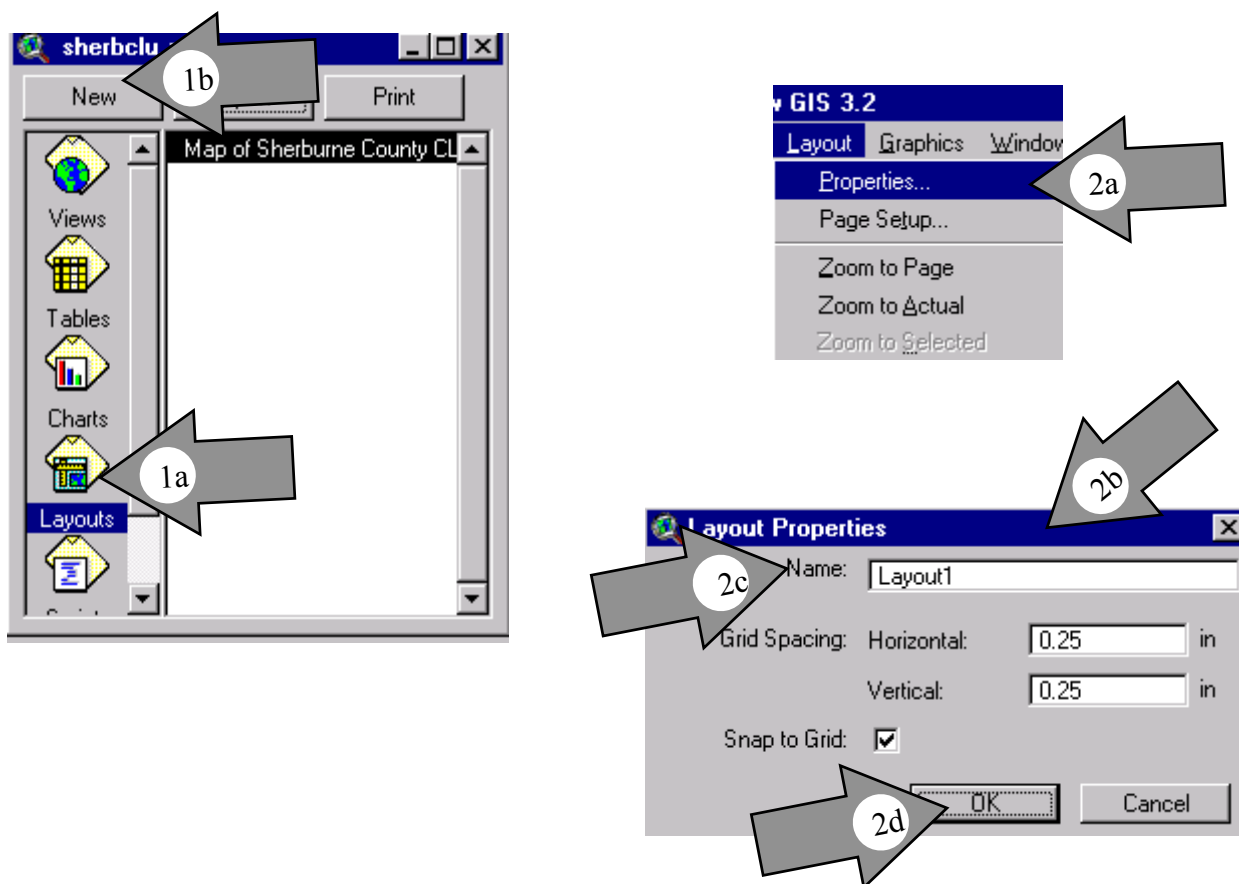 sherbclu
1b
New
Print
Map of Sherburne County CL
Views
Tables
Charts
1a
Layouts
GIS 3.2
Layout Graphics Window
Properties...
2a
Page Setup...
Zoom to Page
Zoom to Actual
Zoom to Selected
2b
Layout Properties
2c
Name: Layout1
Grid Spacing: Horizontal: 0.25 in
Vertical: 0.25 in
Snap to Grid:
OK
Cancel
2d